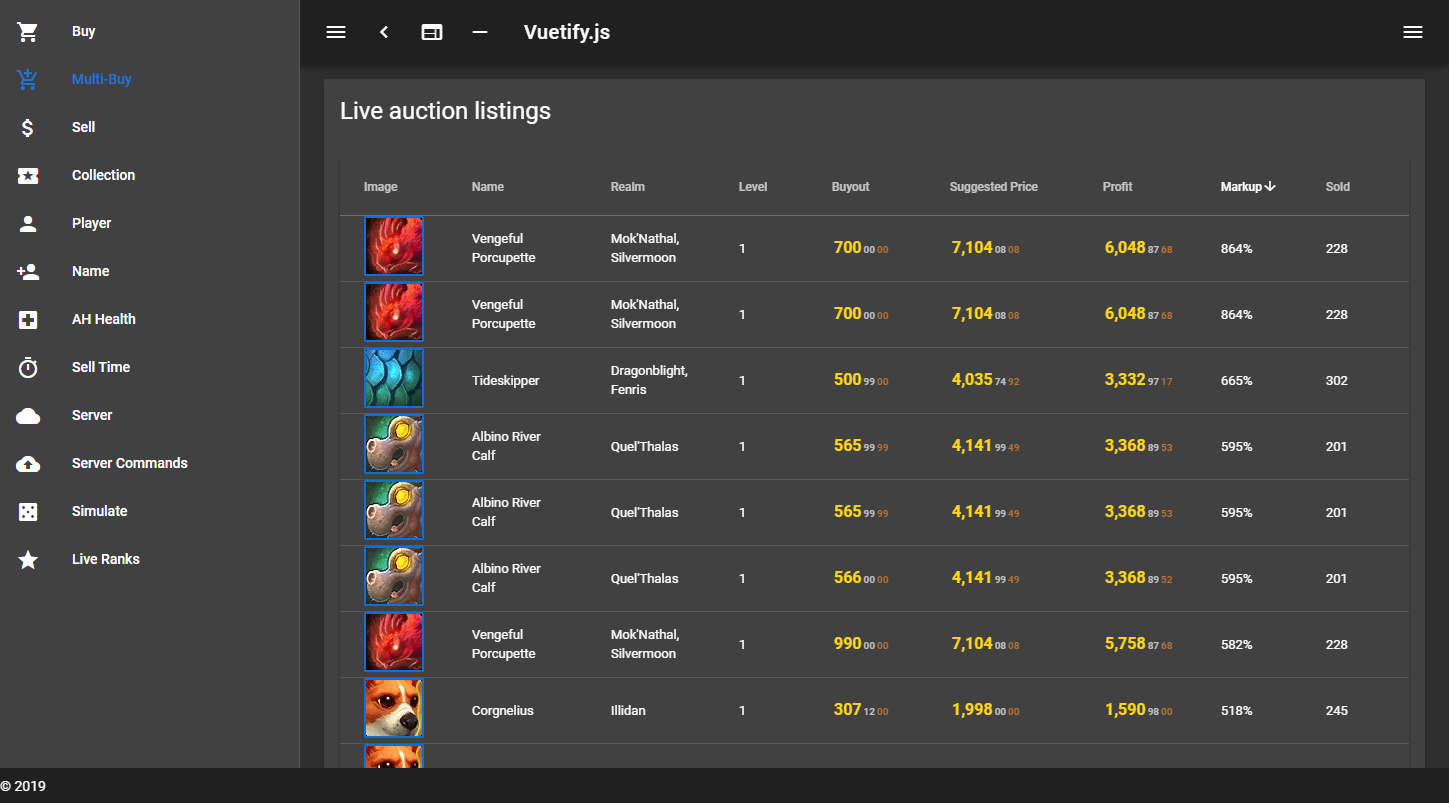 Buy
Multi-Buy
Sell
Collection
Player
Name
AH Health
Sell Time
Server
Server Commands
Simulate
Live Ranks
Vuetify.js
Live auction listings
Image Name Realm Level Buyout Suggested Price Profit Markup Sold
Vengeful Porcupette Mok'Nathal, Silvermoon 1 700 00 00 7,104 08 08 6,048 87 68 864% 228
Vengeful Porcupette Mok'Nathal, Silvermoon 1 700 00 00 7,104 08 08 6,048 87 68 864% 228
Tideskipper Dragonblight, Fenris 1 500 99 00 4,035 74 92 3,332 97 17 665% 302
Albino River Calf Quel'Thalas 1 565 99 99 4,141 99 49 3,368 89 53 595% 201
Albino River Calf Quel'Thalas 1 565 99 99 4,141 99 49 3,368 89 53 595% 201
Albino River Calf Quel'Thalas 1 566 00 00 4,141 99 49 3,368 89 52 595% 201
Vengeful Porcupette Mok'Nathal, Silvermoon 1 990 00 00 7,104 08 08 5,758 87 68 582% 228
Corgnelius Illidan 1 307 12 00 1,998 00 00 1,590 98 00 518% 245
© 2019